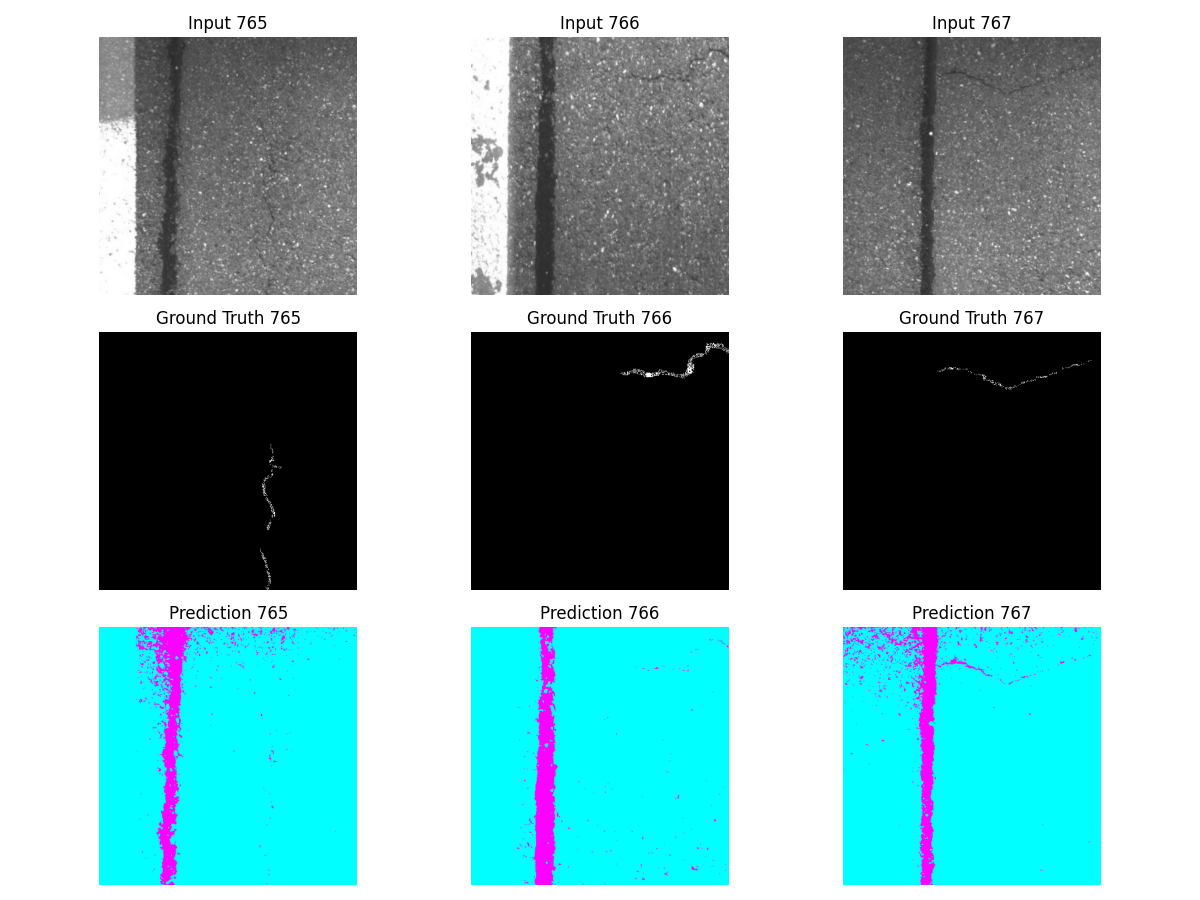 Input 765
Input 766
Input 767
Ground Truth 765
Ground Truth 766
Ground Truth 767
Prediction 765
Prediction 766
Prediction 767